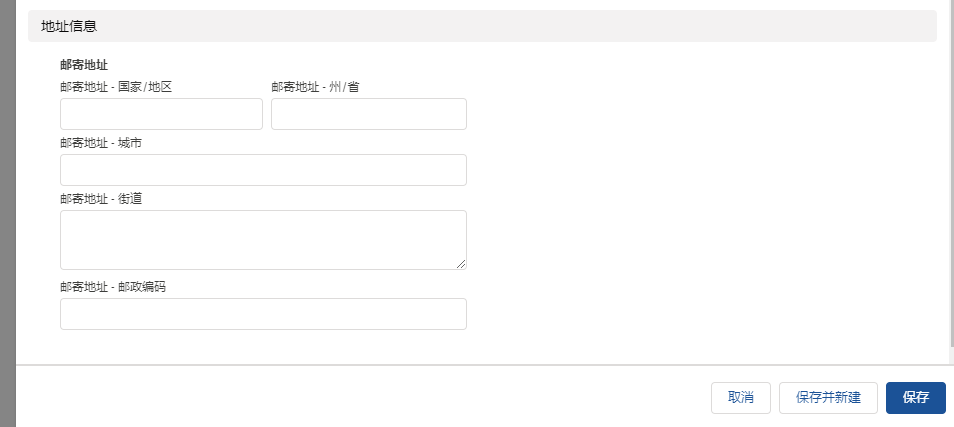 地址信息
邮寄地址
邮寄地址 - 国家/地区
邮寄地址 - 州/省
邮寄地址 - 城市
邮寄地址 - 街道
邮寄地址 - 邮政编码
取消
保存并新建
保存